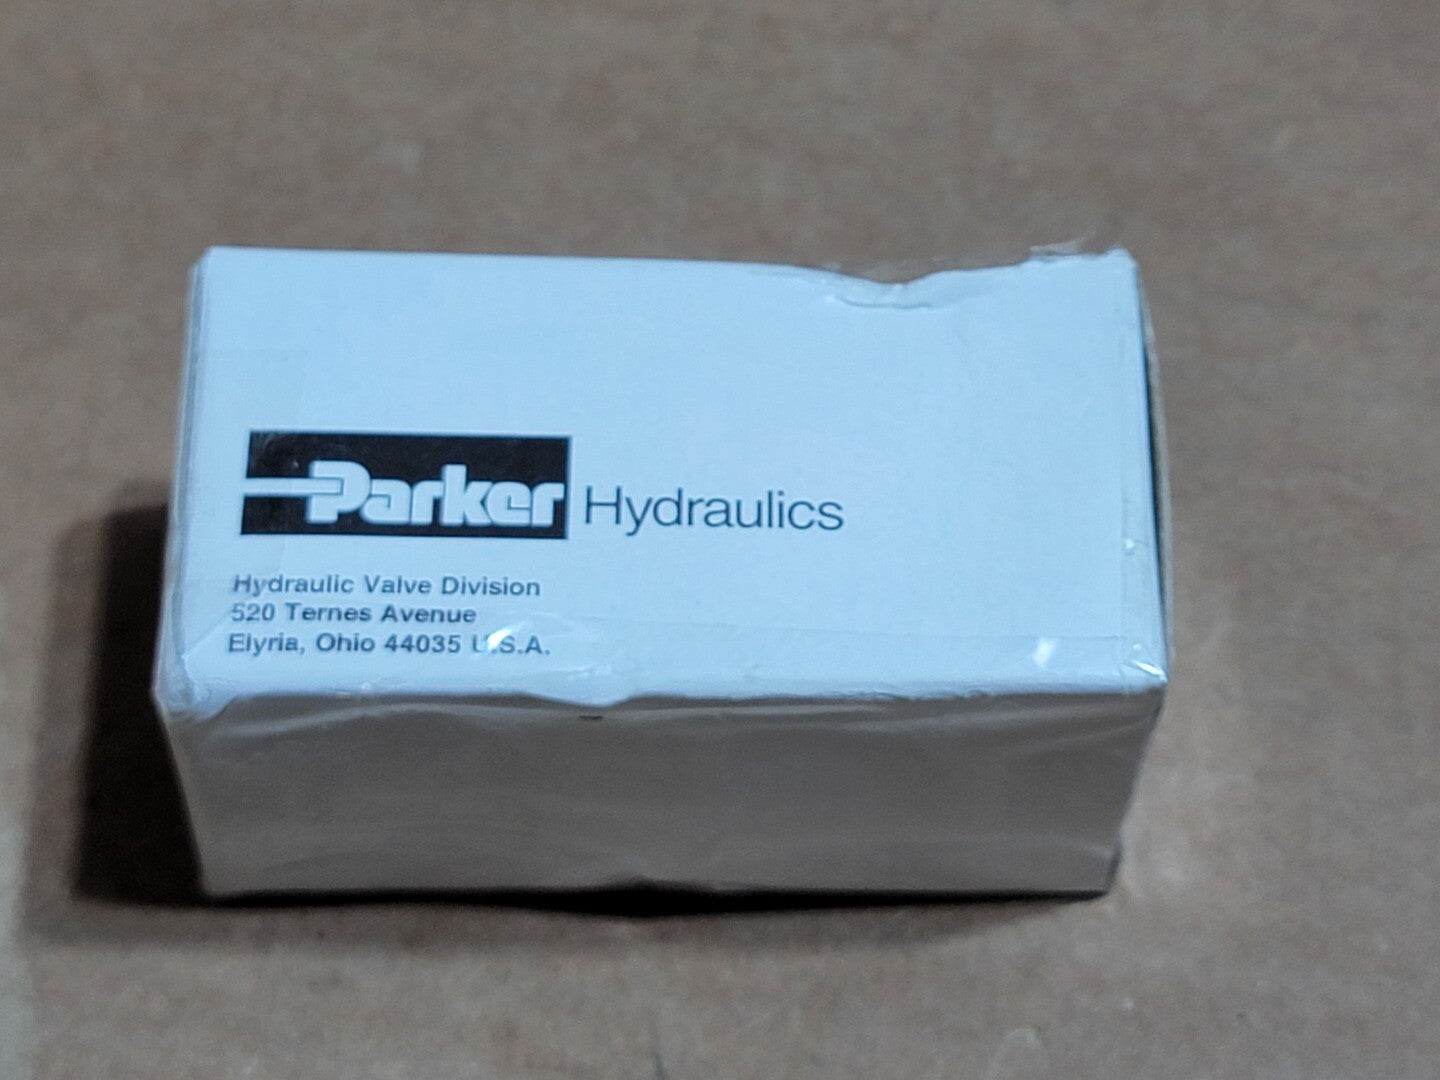 Parker Hydraulics
Hydraulic Valve Division
520 Ternes Avenue
Elyria, Ohio 44035 U.S.A.